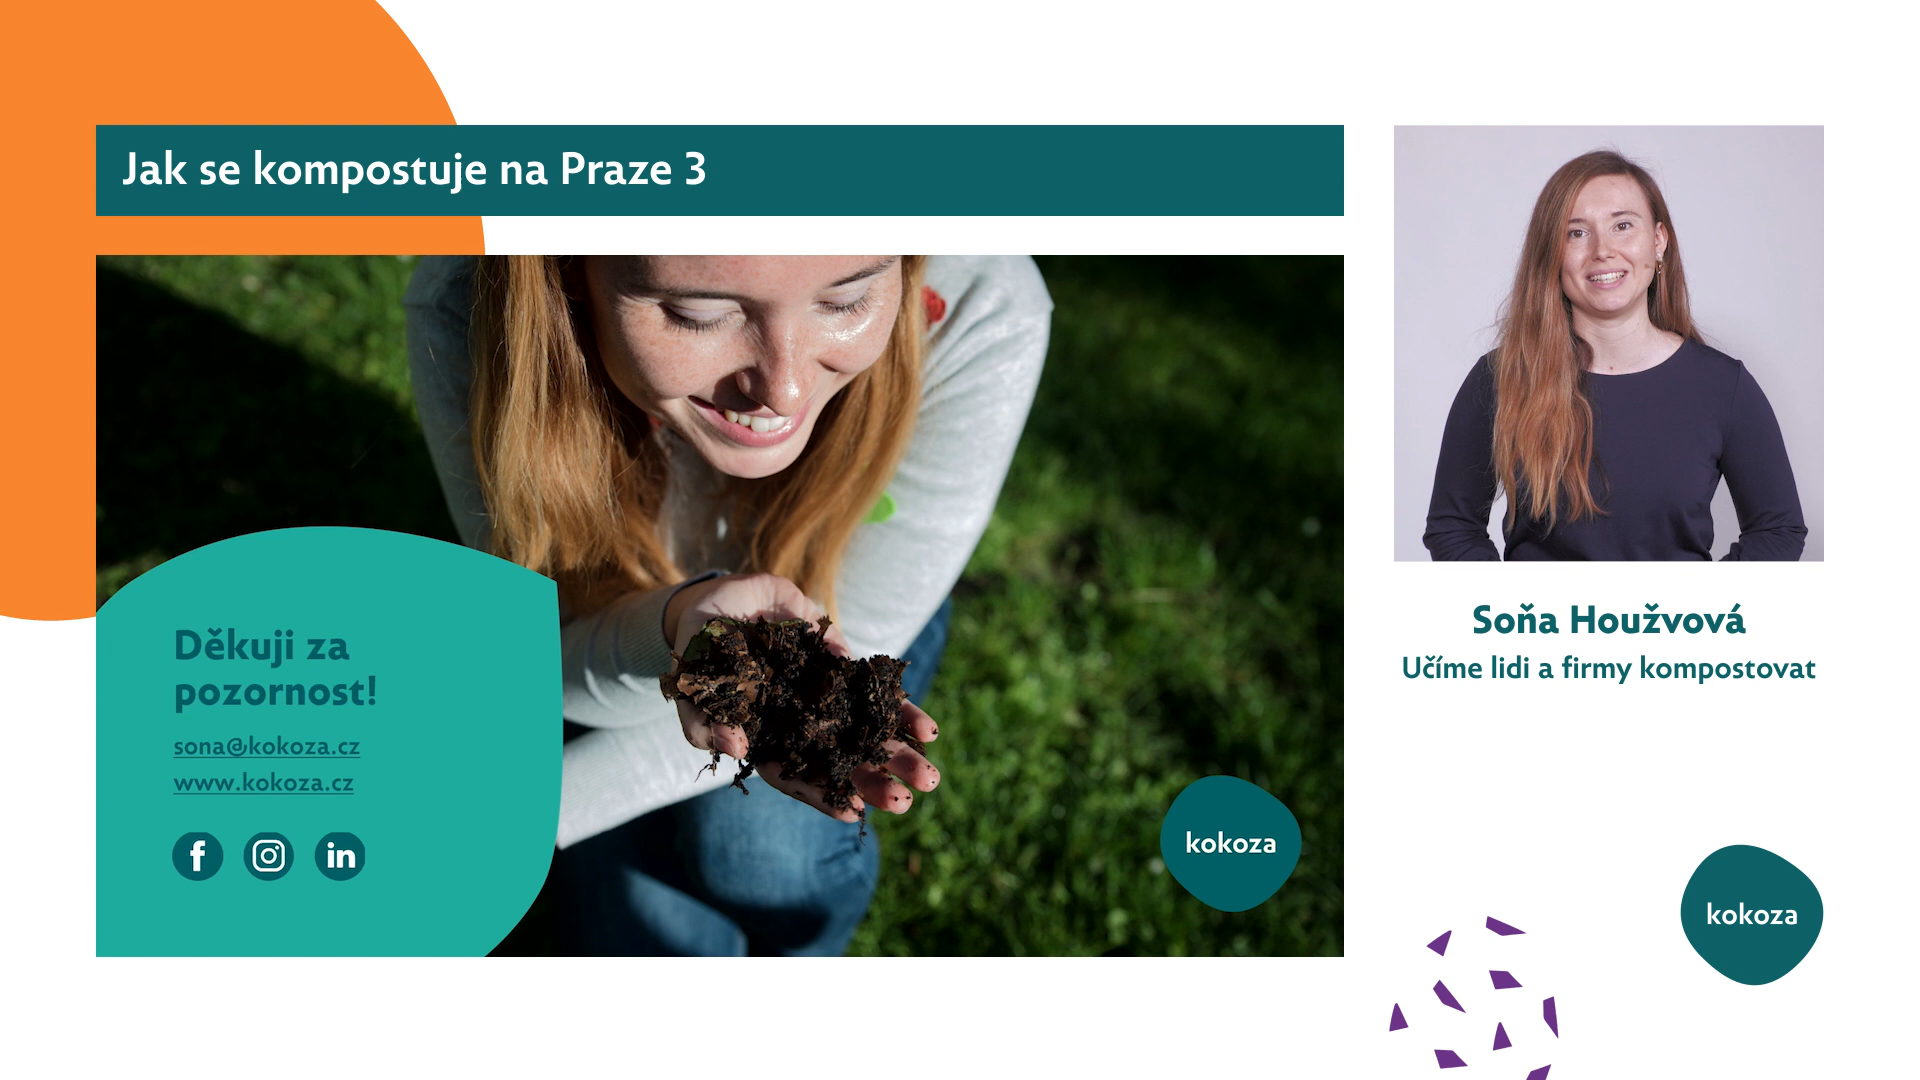 Jak se kompostuje na Praze 3
Děkuji za
pozornost!
sona@kokoza.cz
www.kokoza.cz
f
in
kokoza
Soňa Houžvová
Učíme lidi a firmy kompostovat
kokoza